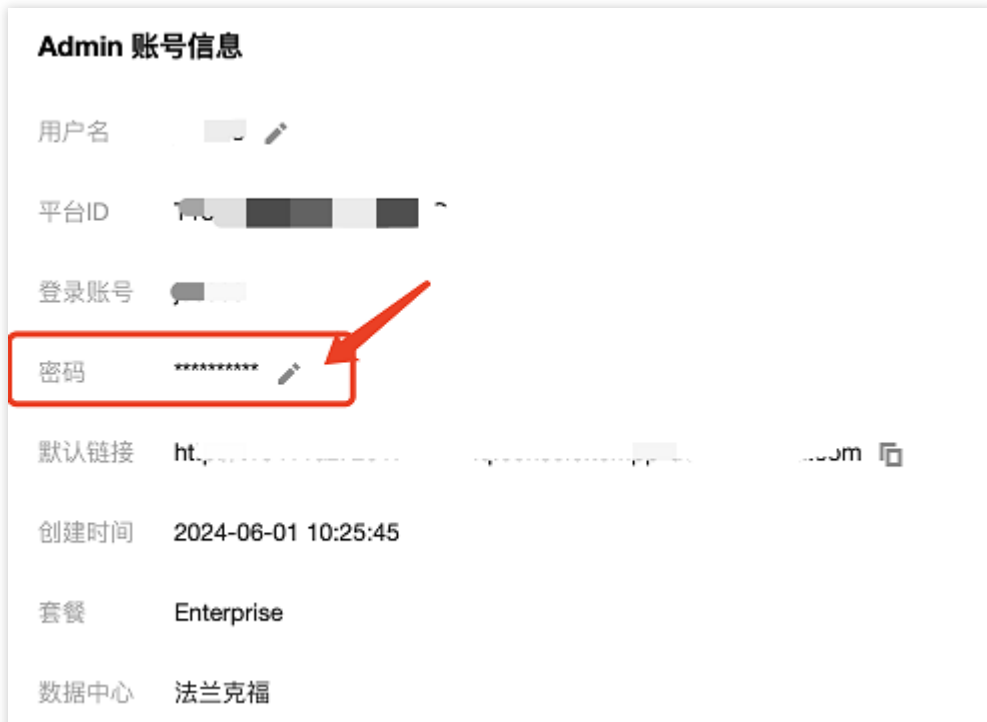 Admin 账号信息
用户名
平台ID
登录账号
密码 **********
默认链接
创建时间 2024-06-01 10:25:45
套餐 Enterprise
数据中心 法兰克福